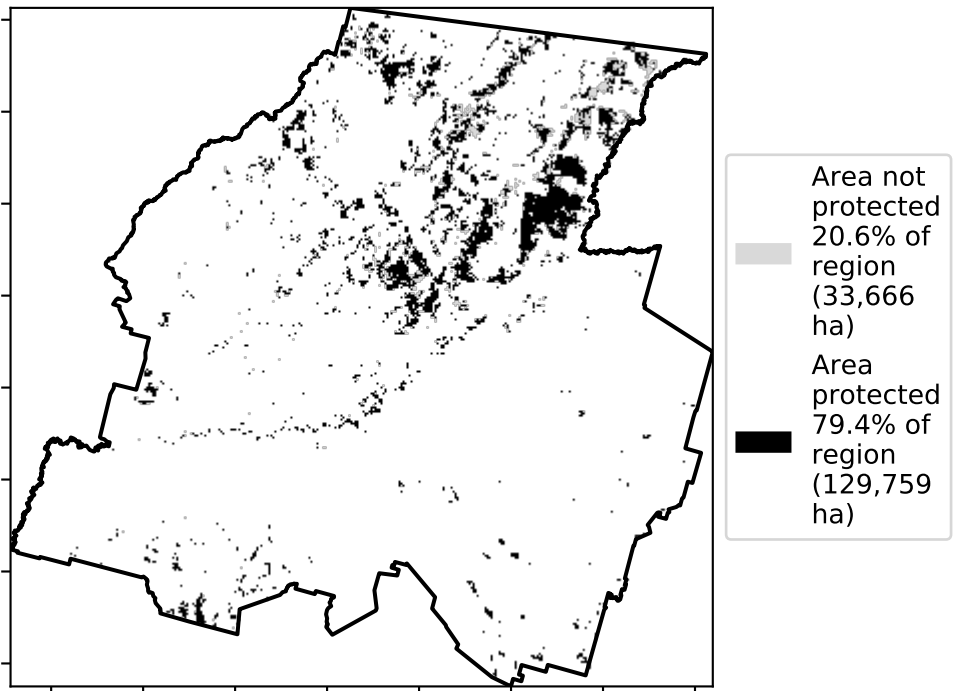 Area not
protected
20.6% of
region
(33,666
ha)
Area
protected
79.4% of
region
(129,759
ha)